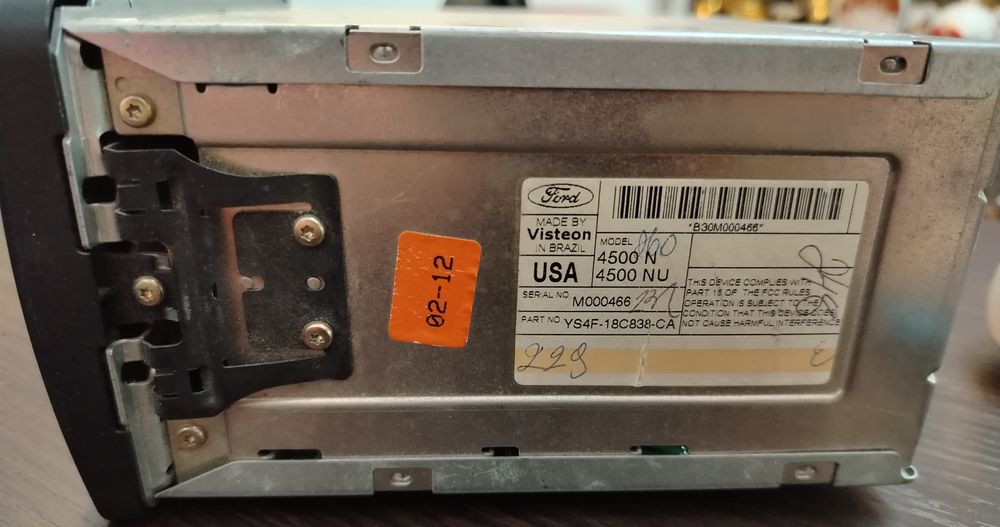 02-12
Ford
MADE BY
Visteon
IN BRAZIL
USA
*B30M000466*
MODEL
4500 N
4500 NU
SERIAL NO.
M000466
PART NO.
YS4F-18C838-CA
THIS DEVICE COMPLIES WITH
PART 15 OF THE FCC RULES
OPERATION IS SUBJECT TO THE
CONDITION THAT THIS DEVICE DOES
NOT CAUSE HARMFUL INTERFERENCE
229